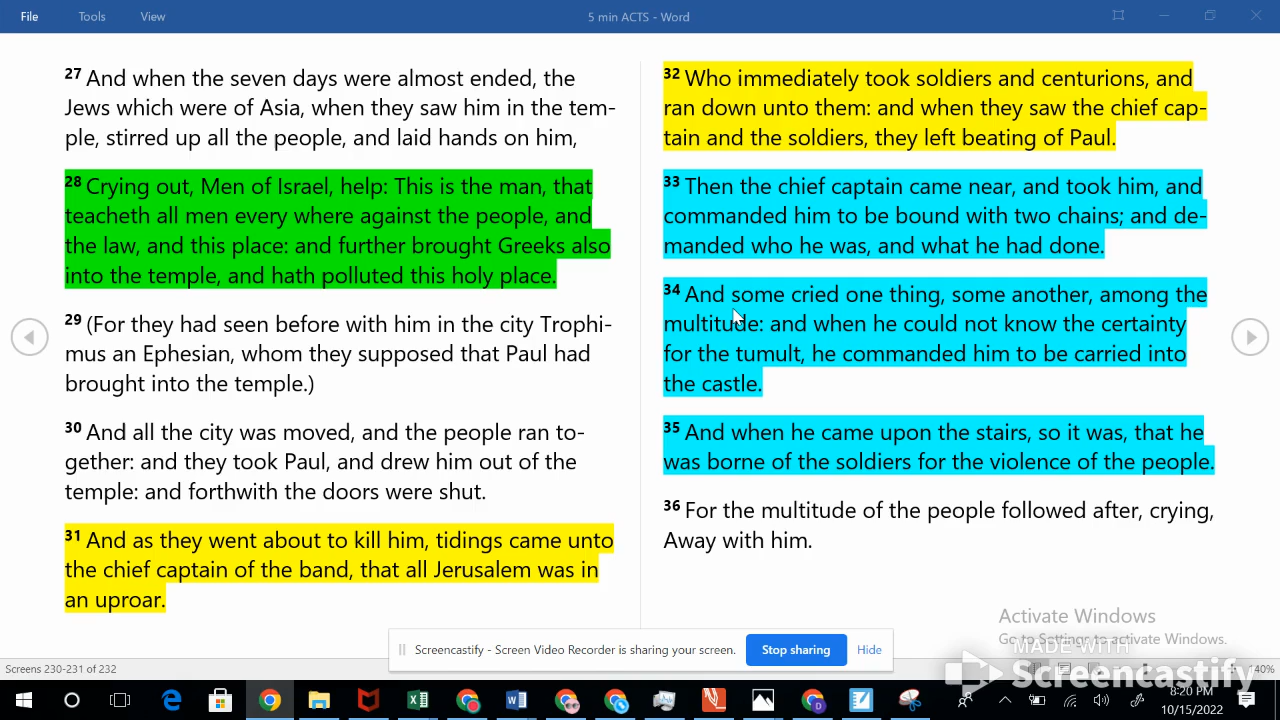 File Tools View 5 min ACTS - Word
27 And when the seven days were almost ended, the
Jews which were of Asia, when they saw him in the tem-
ple, stirred up all the people, and laid hands on him,
28 Crying out, Men of Israel, help: This is the man, that
teacheth all men every where against the people, and
the law, and this place: and further brought Greeks also
into the temple, and hath polluted this holy place.
29 (For they had seen before with him in the city Trophi-
mus an Ephesian, whom they supposed that Paul had
brought into the temple.)
30 And all the city was moved, and the people ran to-
gether: and they took Paul, and drew him out of the
temple: and forthwith the doors were shut.
31 And as they went about to kill him, tidings came unto
the chief captain of the band, that all Jerusalem was in
an uproar.
32 Who immediately took soldiers and centurions, and
ran down unto them: and when they saw the chief cap-
tain and the soldiers, they left beating of Paul.
33 Then the chief captain came near, and took him, and
commanded him to be bound with two chains; and de-
manded who he was, and what he had done.
34 And some cried one thing, some another, among the
multitude: and when he could not know the certainty
for the tumult, he commanded him to be carried into
the castle.
35 And when he came upon the stairs, so it was, that he
was borne of the soldiers for the violence of the people.
36 For the multitude of the people followed after, crying,
Away with him.
Activate Windows
Go to Settings to activate Windows.
MADE WITH
Screencastify
Screencastify - Screen Video Recorder is sharing your screen. Stop sharing Hide
Screens 230-231 of 232 140%
8:20 PM
10/15/2022